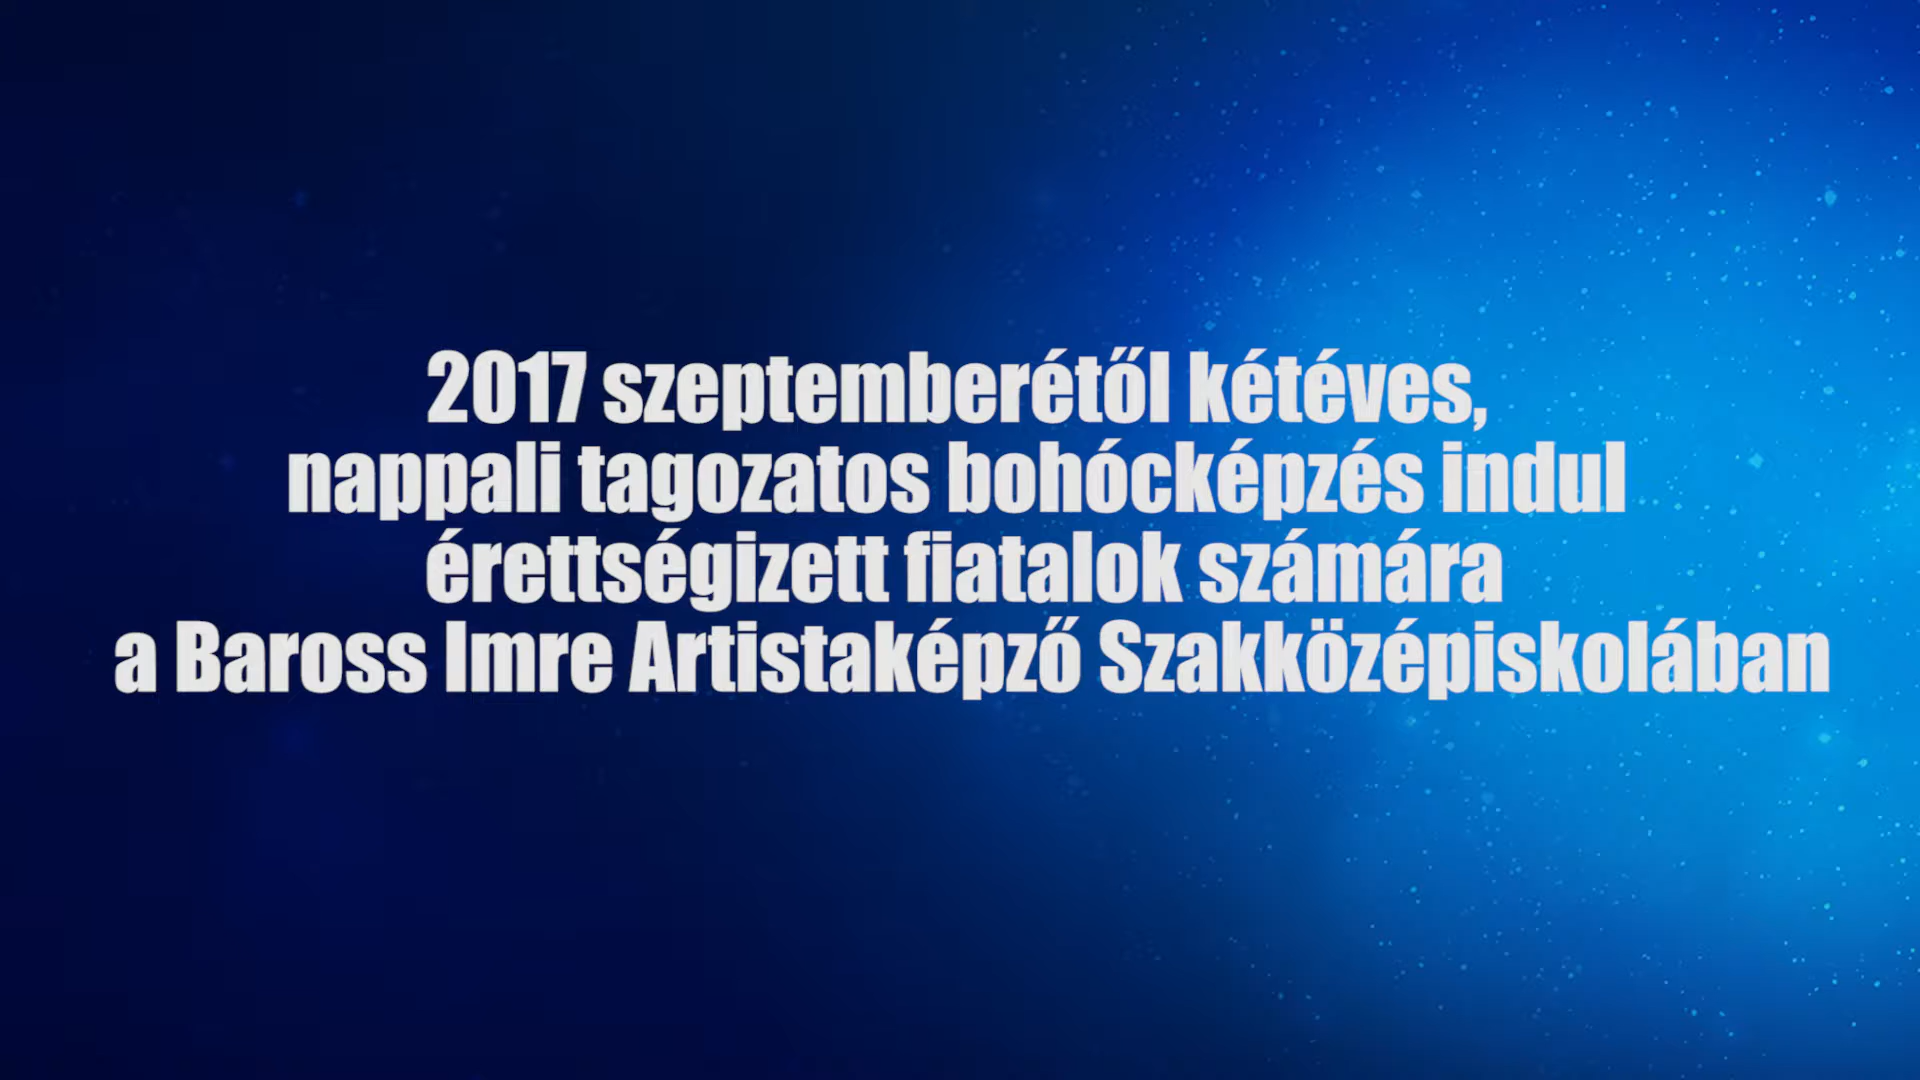 2017 szeptemberétől kétéves,
nappali tagozatos bohócképzés indul
érettségizett fiatalok számára
a Baross Imre Artistaképző Szakközépiskolában